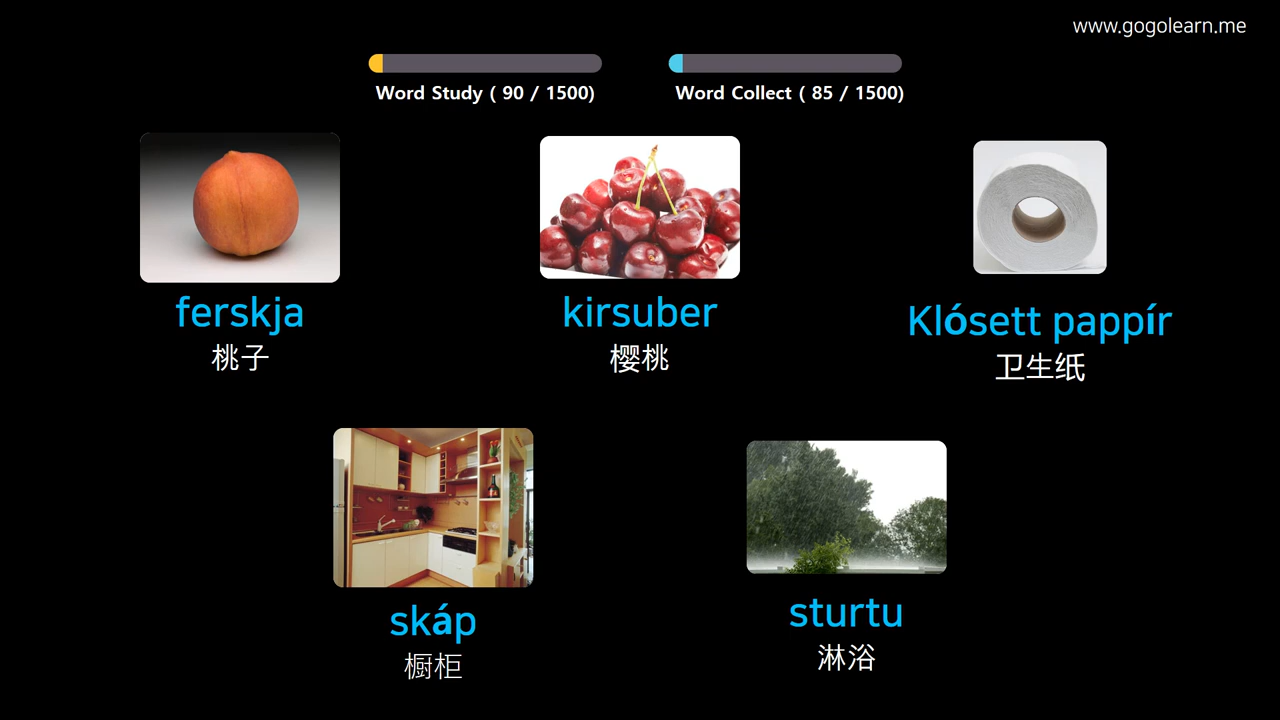 www.gogolearn.me
Word Study ( 90 / 1500)
Word Collect ( 85 / 1500)
ferskja
桃子
kirsuber
樱桃
Klósett pappír
卫生纸
skáp
橱柜
sturtu
淋浴